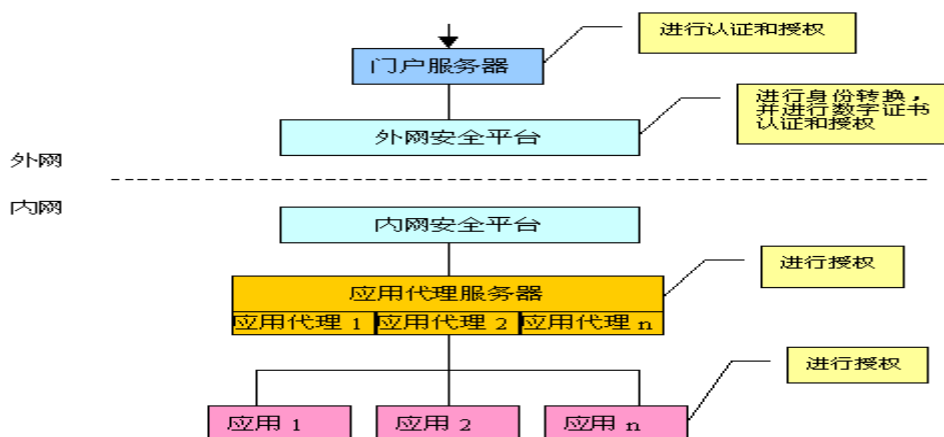 进行认证和授权
门户服务器
进行身份转换，
并进行数字证书
认证和授权
外网安全平台
外网
内网
内网安全平台
进行授权
应用代理服务器
应用代理 1
应用代理 2
应用代理 n
进行授权
应用 1
应用 2
应用 n